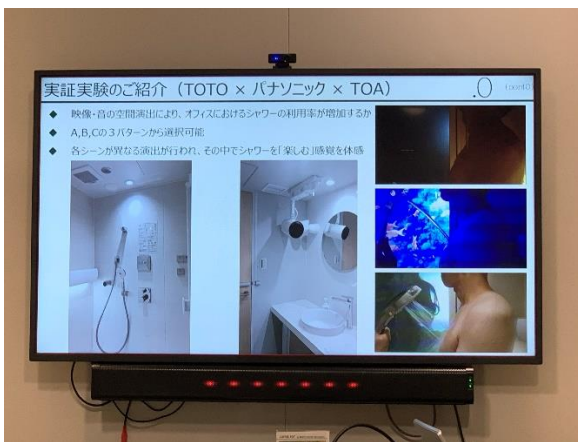 実証実験のご紹介（TOTO × パナソニック × TOA）
.0
◆ 映像・音の空間演出により、オフィスにおけるシャワーの利用率が増加するか
◆ A,B,Cの３パターンから選択可能
◆ 各シーンが異なる演出が行われ、その中でシャワーを「楽しむ」感覚を体感